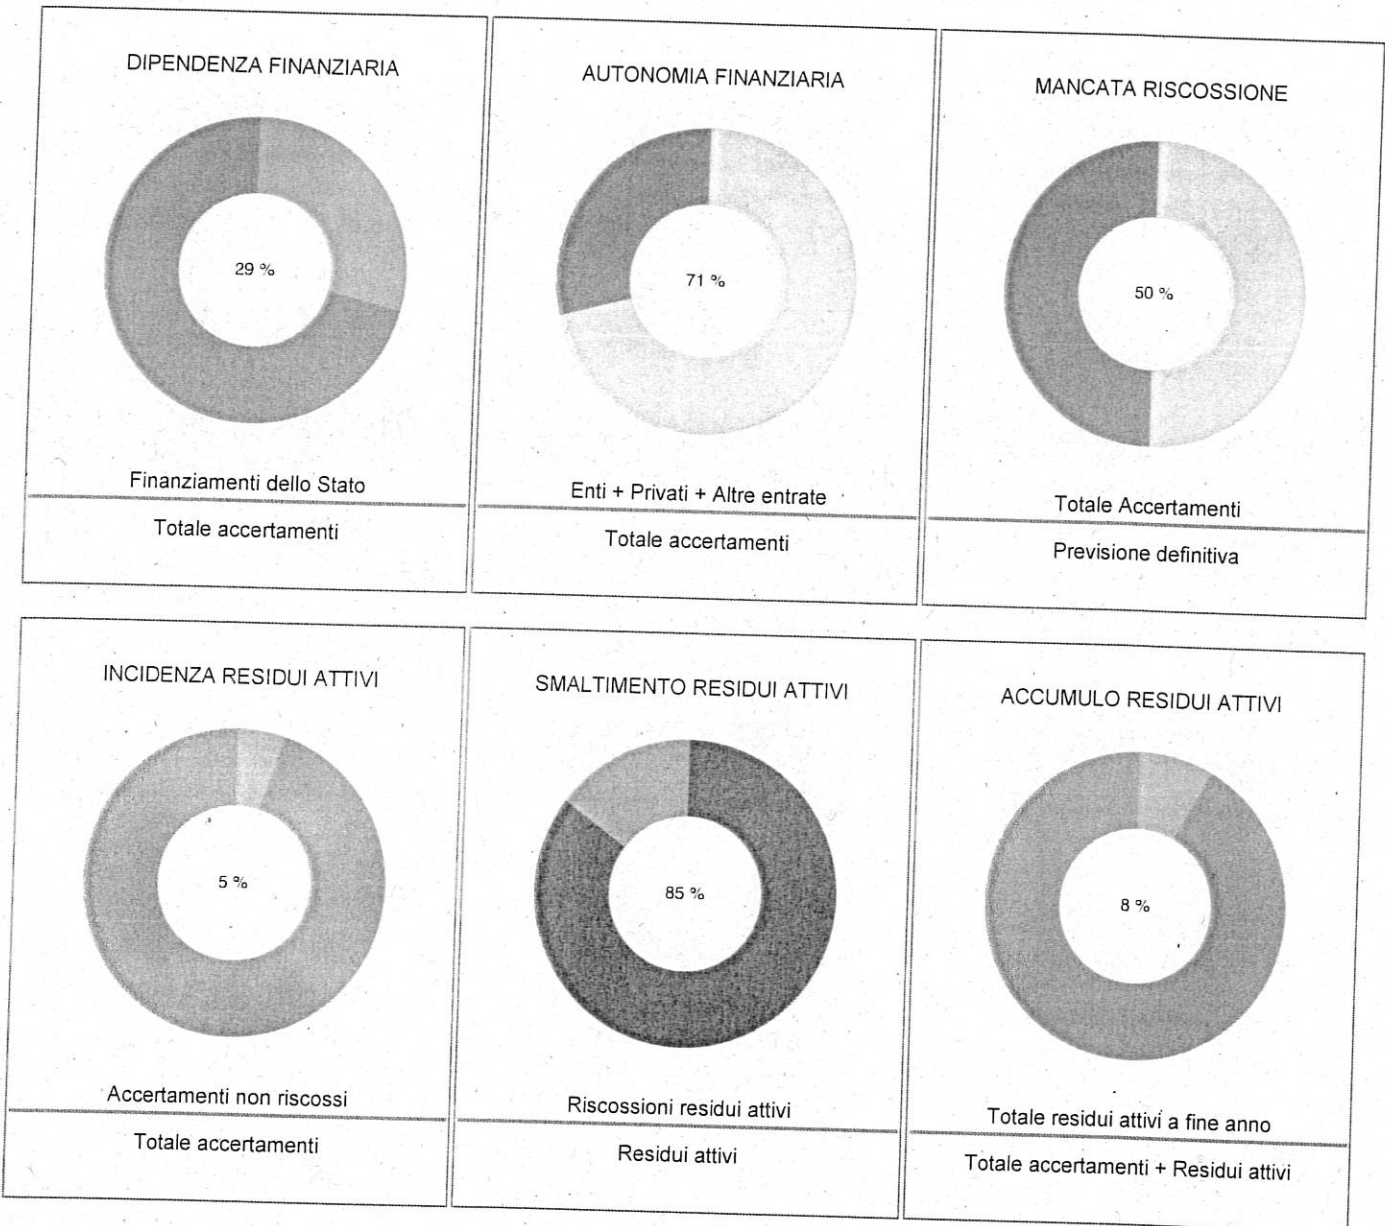 DIPENDENZA FINANZIARIA
29 %
Finanziamenti dello Stato
Totale accertamenti
AUTONOMIA FINANZIARIA
71 %
Enti + Privati + Altre entrate
Totale accertamenti
MANCATA RISCOSSIONE
50 %
Totale Accertamenti
Previsione definitiva
INCIDENZA RESIDUI ATTIVI
5 %
Accertamenti non riscossi
Totale accertamenti
SMALTIMENTO RESIDUI ATTIVI
85 %
Riscossioni residui attivi
Residui attivi
ACCUMULO RESIDUI ATTIVI
8 %
Totale residui attivi a fine anno
Totale accertamenti + Residui attivi